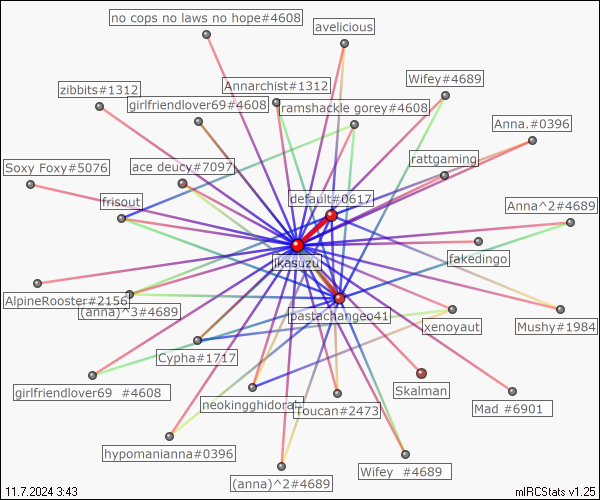 no cops no laws no hope#4608
avelicious
Wifey#4689
zibbits#1312
Annarchist#1312
girlfriendlover69#4608
ramshackle gorey#4608
Anna.#0396
rattgaming
Soxy Foxy#5076
ace deucy#7097
frisout
default#0617
Anna^2#4689
fakedingo
jkasuzu
AlpineRooster#2156
(anna)^3#4689
pastachangeo41
xenoyaut
Mushy#1984
Cypha#1717
girlfriendlover69 #4608
Skalman
neokingghidorah
Toucan#2473
Mad #6901
hypomanianna#0396
Wifey #4689
(anna)^2#4689
11.7.2024 3:43
mIRCStats v1.25